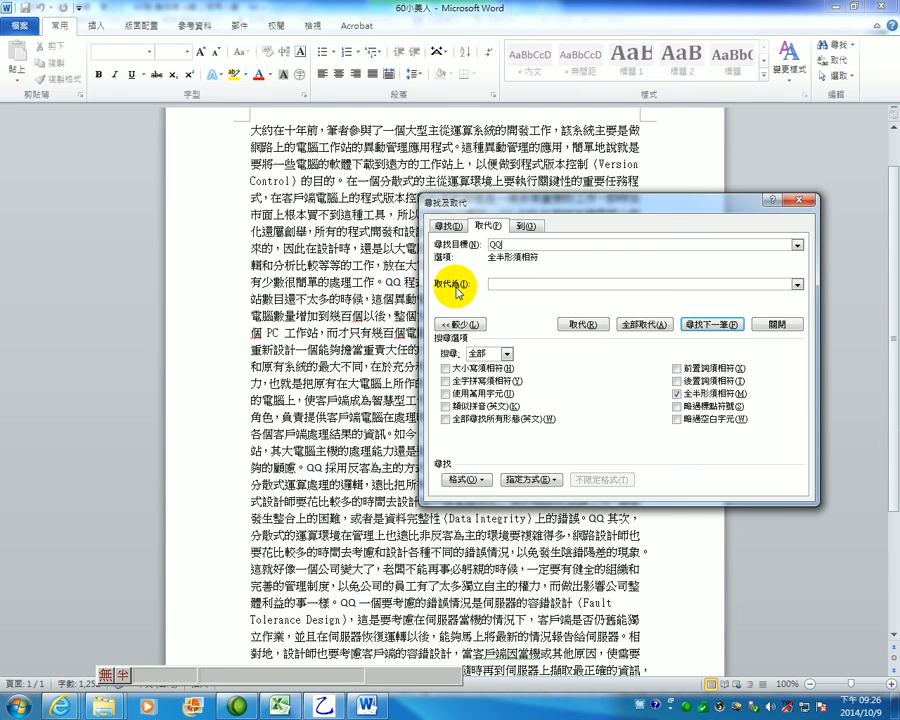 60小美人 - Microsoft Word
檔案 常用 插入 版面配置 參考資料 郵件 校閱 檢視 Acrobat
貼上 剪下 複製 複製格式
AaBbCcD AaBbCcD AaBb AaBb AaBbC
內文 無間距 標題 1 標題 2 標題 變更樣式
尋找 取代 選取
剪貼簿 字型 段落 樣式 編輯
大約在十年前，筆者參與了一個大型主從運算系統的開發工作，該系統主要是做
網路上的電腦工作站的異動管理應用程式。這種異動管理的應用，簡單地說就是
要將一些電腦的軟體下載到遠方的工作站上，以便做到程式版本控制（Version
Control）的目的。在一個分散式的主從運算環境上要執行關鍵性的重要任務程
式，在客戶端電腦上的程式版本控
市面上根本買不到這種工具，所以
化還屬創舉，所有的程式開發和設
來的，因此在設計時，還是以大電
輯和分析比較等等的工作，放在大
有少數很簡單的處理工作。QQ 程
站數目還不太多的時候，這個異動
電腦數量增加到幾百個以後，整個
個 PC 工作站，而才只有幾百個電
重新設計一個能夠擔當重責大任的
和原有系統的最大不同，在於充分
力，也就是把原有在大電腦上所作
的電腦上，使客戶端成為智慧型工
角色，負責提供客戶端電腦在處理
各個客戶端處理結果的資訊。如今
站，其大電腦主機的處理能力還是
夠的顧慮。QQ 採用反客為主的方
分散式運算處理的邏輯，遠比把所
式設計師要花比較多的時間去設計
發生整合上的困難，或者是資料完整性（Data Integrity）上的錯誤。QQ 其次，
分散式的運算環境在管理上也遠比非反客為主的環境要複雜得多，網路設計師也
要花比較多的時間去考慮和設計各種不同的錯誤情況，以免發生陰錯陽差的現象。
這就好像一個公司變大了，老闆不能再事必躬親的時候，一定要有健全的組織和
完善的管理制度，以免公司的員工有了太多獨立自主的權力，而做出影響公司整
體利益的事一樣。QQ 一個要考慮的錯誤情況是伺服器的容錯設計（Fault
Tolerance Design），這是要考慮在伺服器當機的情況下，客戶端是否仍舊能獨
立作業，並且在伺服器恢復運轉以後，能夠馬上將最新的情況報告給伺服器。相
對地，設計師也要考慮客戶端的容錯設計，當客戶端因當機或其他原因，使需要
隨時再到伺服器上擷取最正確的資訊，
尋找及取代
尋找(D) 取代(P) 到(G)
尋找目標(N): QQ
選項: 全半形須相符
取代為(I):
<< 較少(L) 取代(R) 全部取代(A) 尋找下一筆(F) 關閉
搜尋選項
搜尋: 全部
大小寫須相符(H) 前置詞須相符(X)
全字拼寫須相符(Y) 後置詞須相符(T)
使用萬用字元(U) 全半形須相符(M)
類似拼音(英文)(K) 略過標點符號(S)
全部尋找所有形態(英文)(W) 略過空白字元(W)
尋找
格式(O) 指定方式(E) 不限定格式(T)
無 半
頁面: 1 / 1 100%
下午 09:26
2014/10/9